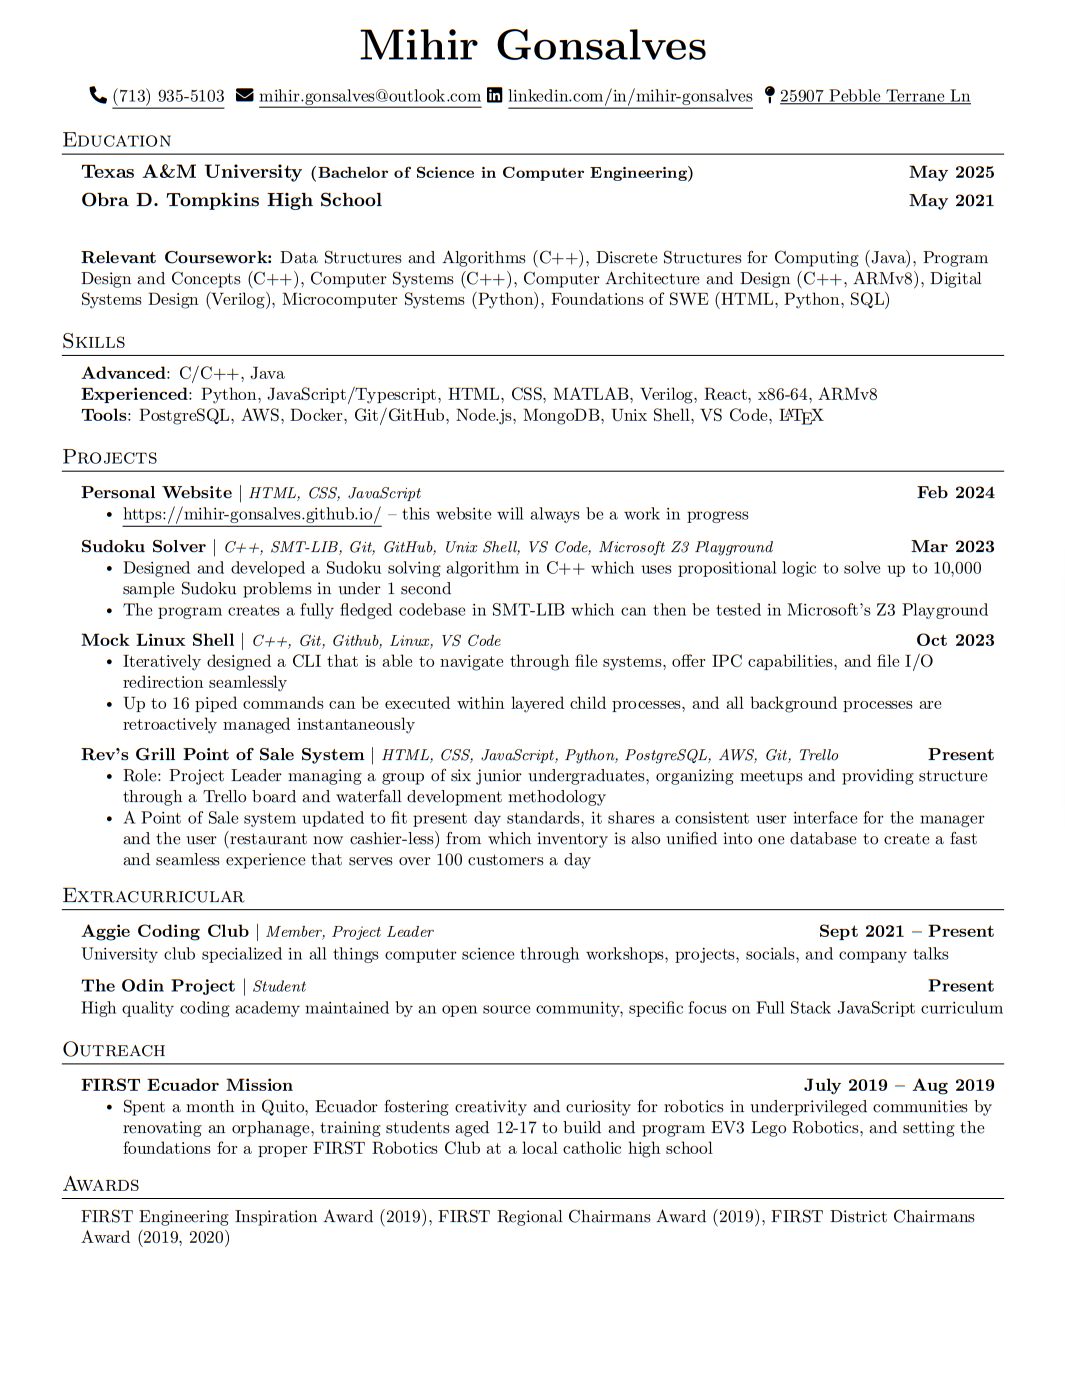 Mihir Gonsalves
(713) 935-5103 mihir.gonsalves@outlook.com linkedin.com/in/mihir-gonsalves 25907 Pebble Terrane Ln
Education
Texas A&M University (Bachelor of Science in Computer Engineering) May 2025
Obra D. Tompkins High School May 2021
Relevant Coursework: Data Structures and Algorithms (C++), Discrete Structures for Computing (Java), Program
Design and Concepts (C++), Computer Systems (C++), Computer Architecture and Design (C++, ARMv8), Digital
Systems Design (Verilog), Microcomputer Systems (Python), Foundations of SWE (HTML, Python, SQL)
Skills
Advanced: C/C++, Java
Experienced: Python, JavaScript/Typescript, HTML, CSS, MATLAB, Verilog, React, x86-64, ARMv8
Tools: PostgreSQL, AWS, Docker, Git/GitHub, Node.js, MongoDB, Unix Shell, VS Code, LATEX
Projects
Personal Website | HTML, CSS, JavaScript Feb 2024
• https://mihir-gonsalves.github.io/ – this website will always be a work in progress
Sudoku Solver | C++, SMT-LIB, Git, GitHub, Unix Shell, VS Code, Microsoft Z3 Playground Mar 2023
• Designed and developed a Sudoku solving algorithm in C++ which uses propositional logic to solve up to 10,000
sample Sudoku problems in under 1 second
• The program creates a fully fledged codebase in SMT-LIB which can then be tested in Microsoft's Z3 Playground
Mock Linux Shell | C++, Git, Github, Linux, VS Code Oct 2023
• Iteratively designed a CLI that is able to navigate through file systems, offer IPC capabilities, and file I/O
redirection seamlessly
• Up to 16 piped commands can be executed within layered child processes, and all background processes are
retroactively managed instantaneously
Rev's Grill Point of Sale System | HTML, CSS, JavaScript, Python, PostgreSQL, AWS, Git, Trello Present
• Role: Project Leader managing a group of six junior undergraduates, organizing meetups and providing structure
through a Trello board and waterfall development methodology
• A Point of Sale system updated to fit present day standards, it shares a consistent user interface for the manager
and the user (restaurant now cashier-less) from which inventory is also unified into one database to create a fast
and seamless experience that serves over 100 customers a day
Extracurricular
Aggie Coding Club | Member, Project Leader Sept 2021 – Present
University club specialized in all things computer science through workshops, projects, socials, and company talks
The Odin Project | Student Present
High quality coding academy maintained by an open source community, specific focus on Full Stack JavaScript curriculum
Outreach
FIRST Ecuador Mission July 2019 – Aug 2019
• Spent a month in Quito, Ecuador fostering creativity and curiosity for robotics in underprivileged communities by
renovating an orphanage, training students aged 12-17 to build and program EV3 Lego Robotics, and setting the
foundations for a proper FIRST Robotics Club at a local catholic high school
Awards
FIRST Engineering Inspiration Award (2019), FIRST Regional Chairmans Award (2019), FIRST District Chairmans
Award (2019, 2020)